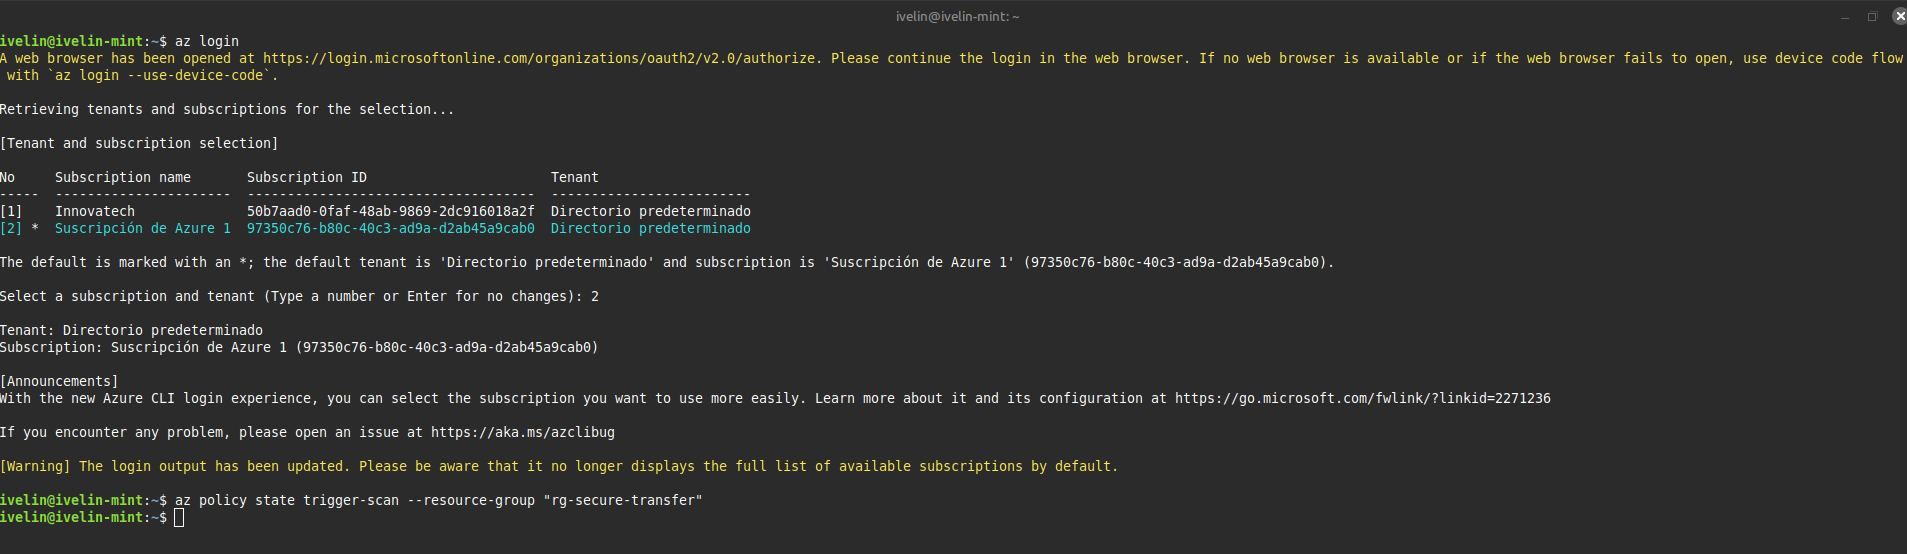 ivelin@ivelin-mint: ~
ivelin@ivelin-mint:~$ az login
A web browser has been opened at https://login.microsoftonline.com/organizations/oauth2/v2.0/authorize. Please continue the login in the web browser. If no web browser is available or if the web browser fails to open, use device code flow
with `az login --use-device-code`.
Retrieving tenants and subscriptions for the selection...
[Tenant and subscription selection]
No     Subscription name       Subscription ID                       Tenant
-----  ----------------------  ------------------------------------  -------------------------
[1]    Innovatech              50b7aad0-0faf-48ab-9869-2dc916018a2f  Directorio predeterminado
[2] *  Suscripción de Azure 1  97350c76-b80c-40c3-ad9a-d2ab45a9cab0  Directorio predeterminado
The default is marked with an *; the default tenant is 'Directorio predeterminado' and subscription is 'Suscripción de Azure 1' (97350c76-b80c-40c3-ad9a-d2ab45a9cab0).
Select a subscription and tenant (Type a number or Enter for no changes): 2
Tenant: Directorio predeterminado
Subscription: Suscripción de Azure 1 (97350c76-b80c-40c3-ad9a-d2ab45a9cab0)
[Announcements]
With the new Azure CLI login experience, you can select the subscription you want to use more easily. Learn more about it and its configuration at https://go.microsoft.com/fwlink/?linkid=2271236
If you encounter any problem, please open an issue at https://aka.ms/azclibug
[Warning] The login output has been updated. Please be aware that it no longer displays the full list of available subscriptions by default.
ivelin@ivelin-mint:~$ az policy state trigger-scan --resource-group "rg-secure-transfer"
ivelin@ivelin-mint:~$